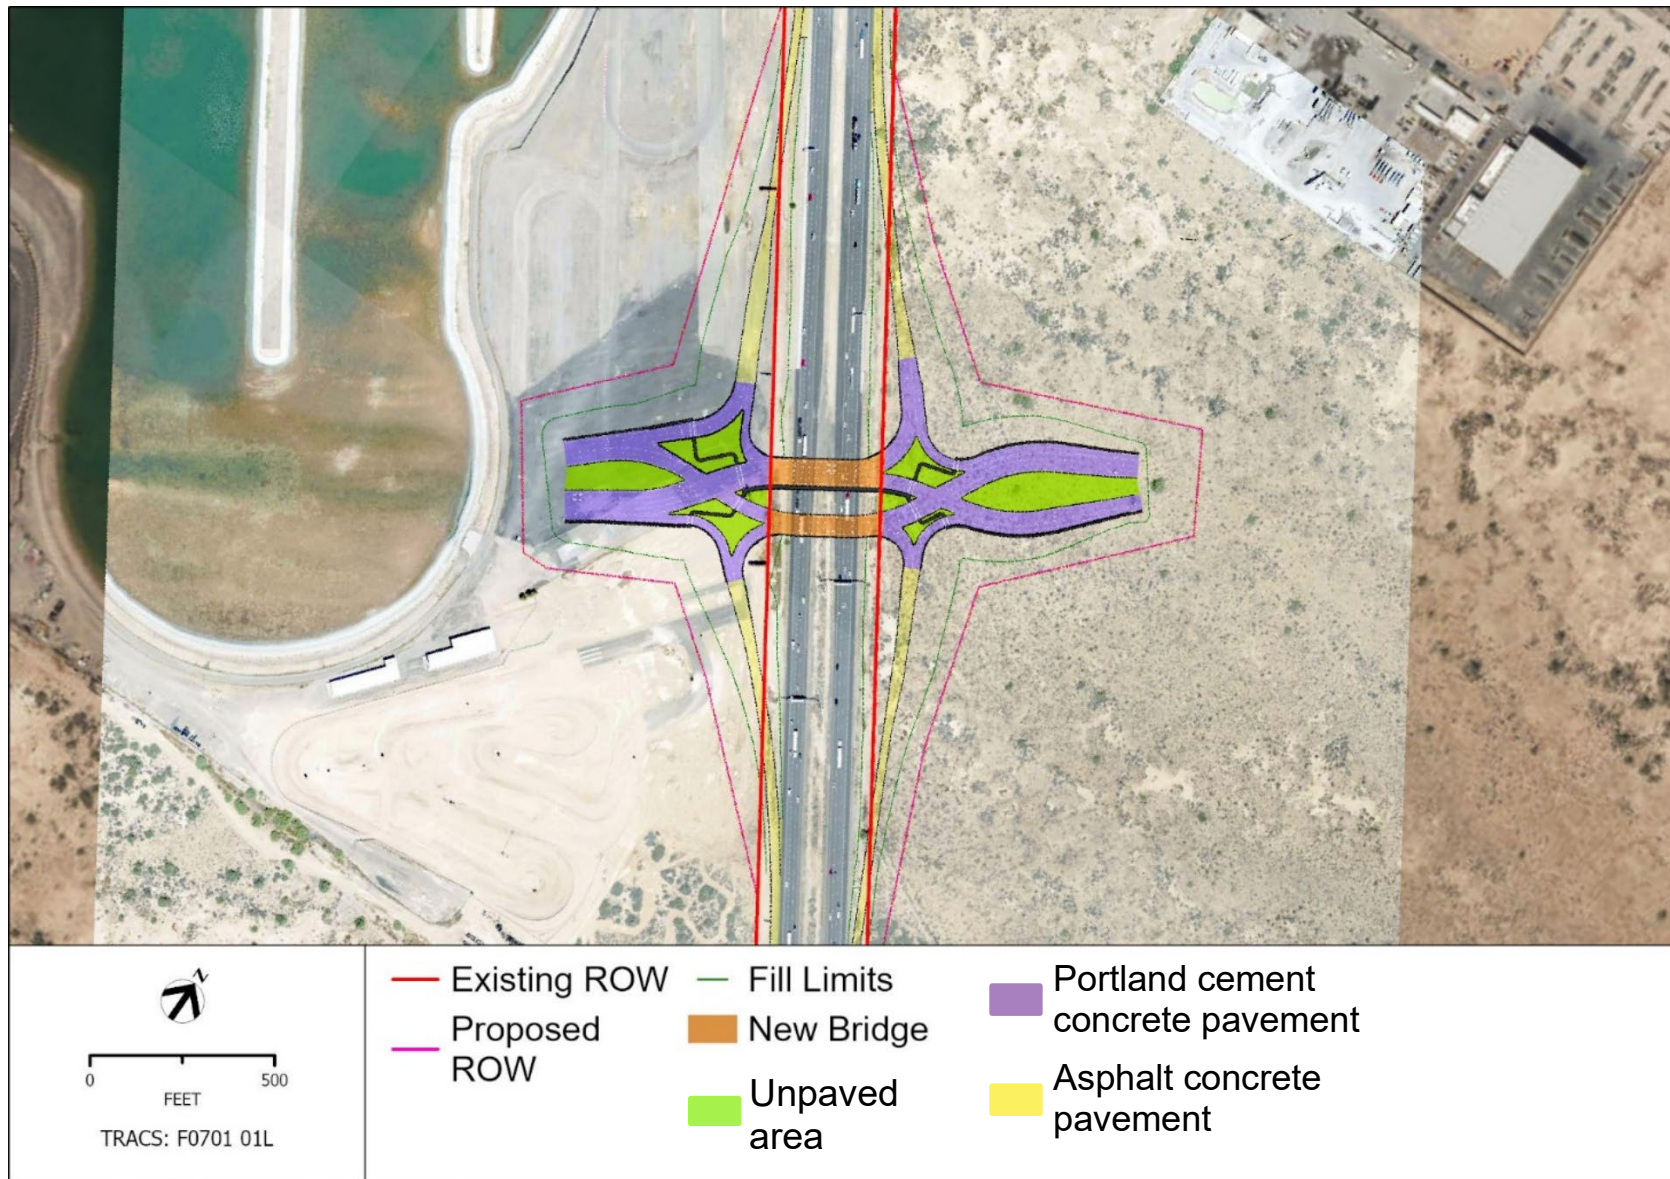 N
0 500
FEET
TRACS: F0701 01L
Existing ROW
Proposed
ROW
Fill Limits
New Bridge
Unpaved
area
Portland cement
concrete pavement
Asphalt concrete
pavement